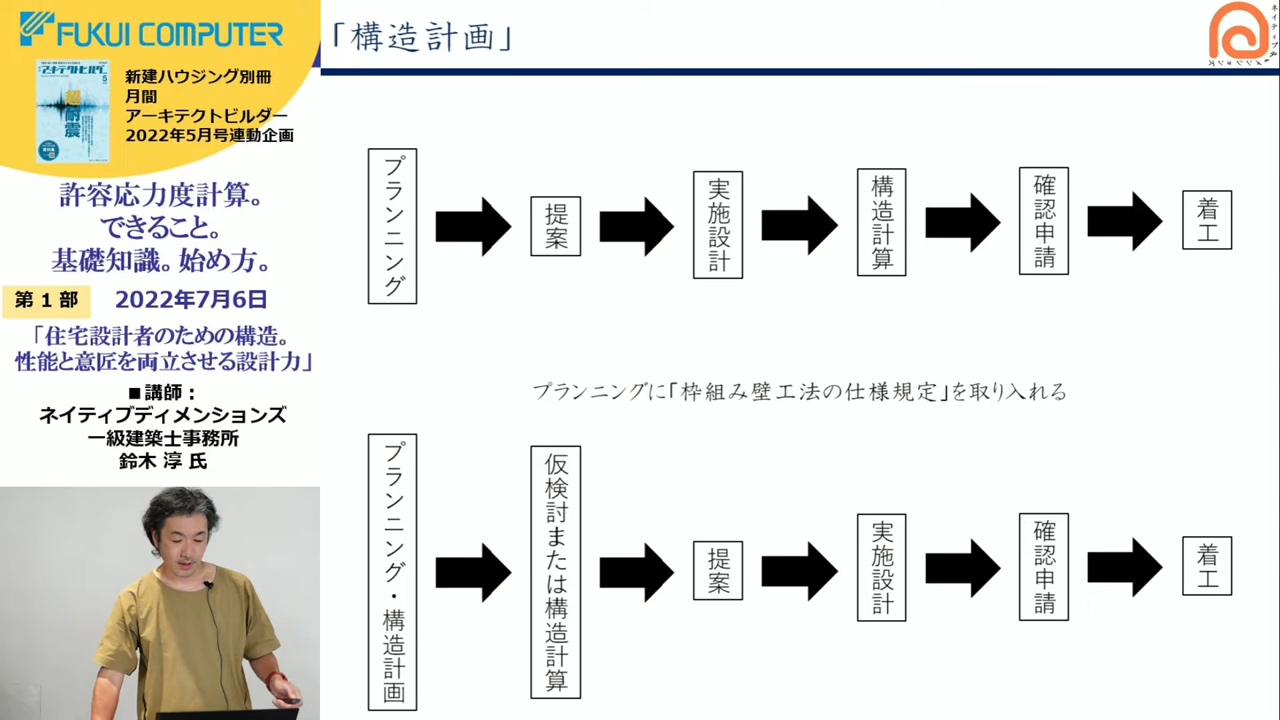 FUKUI COMPUTER
アーキテクトビルダー
5
超
耐震
新建ハウジング別冊
月間
アーキテクトビルダー
2022年5月号連動企画
許容応力度計算。
できること。
基礎知識。始め方。
第1部
2022年7月6日
「住宅設計者のための構造。
性能と意匠を両立させる設計力」
■講師：
ネイティブディメンションズ
一級建築士事務所
鈴木 淳 氏
「構造計画」
プランニング
提案
実施設計
構造計算
確認申請
着工
プランニングに「枠組み壁工法の仕様規定」を取り入れる
プランニング・構造計画
仮検討または構造計算
提案
実施設計
確認申請
着工